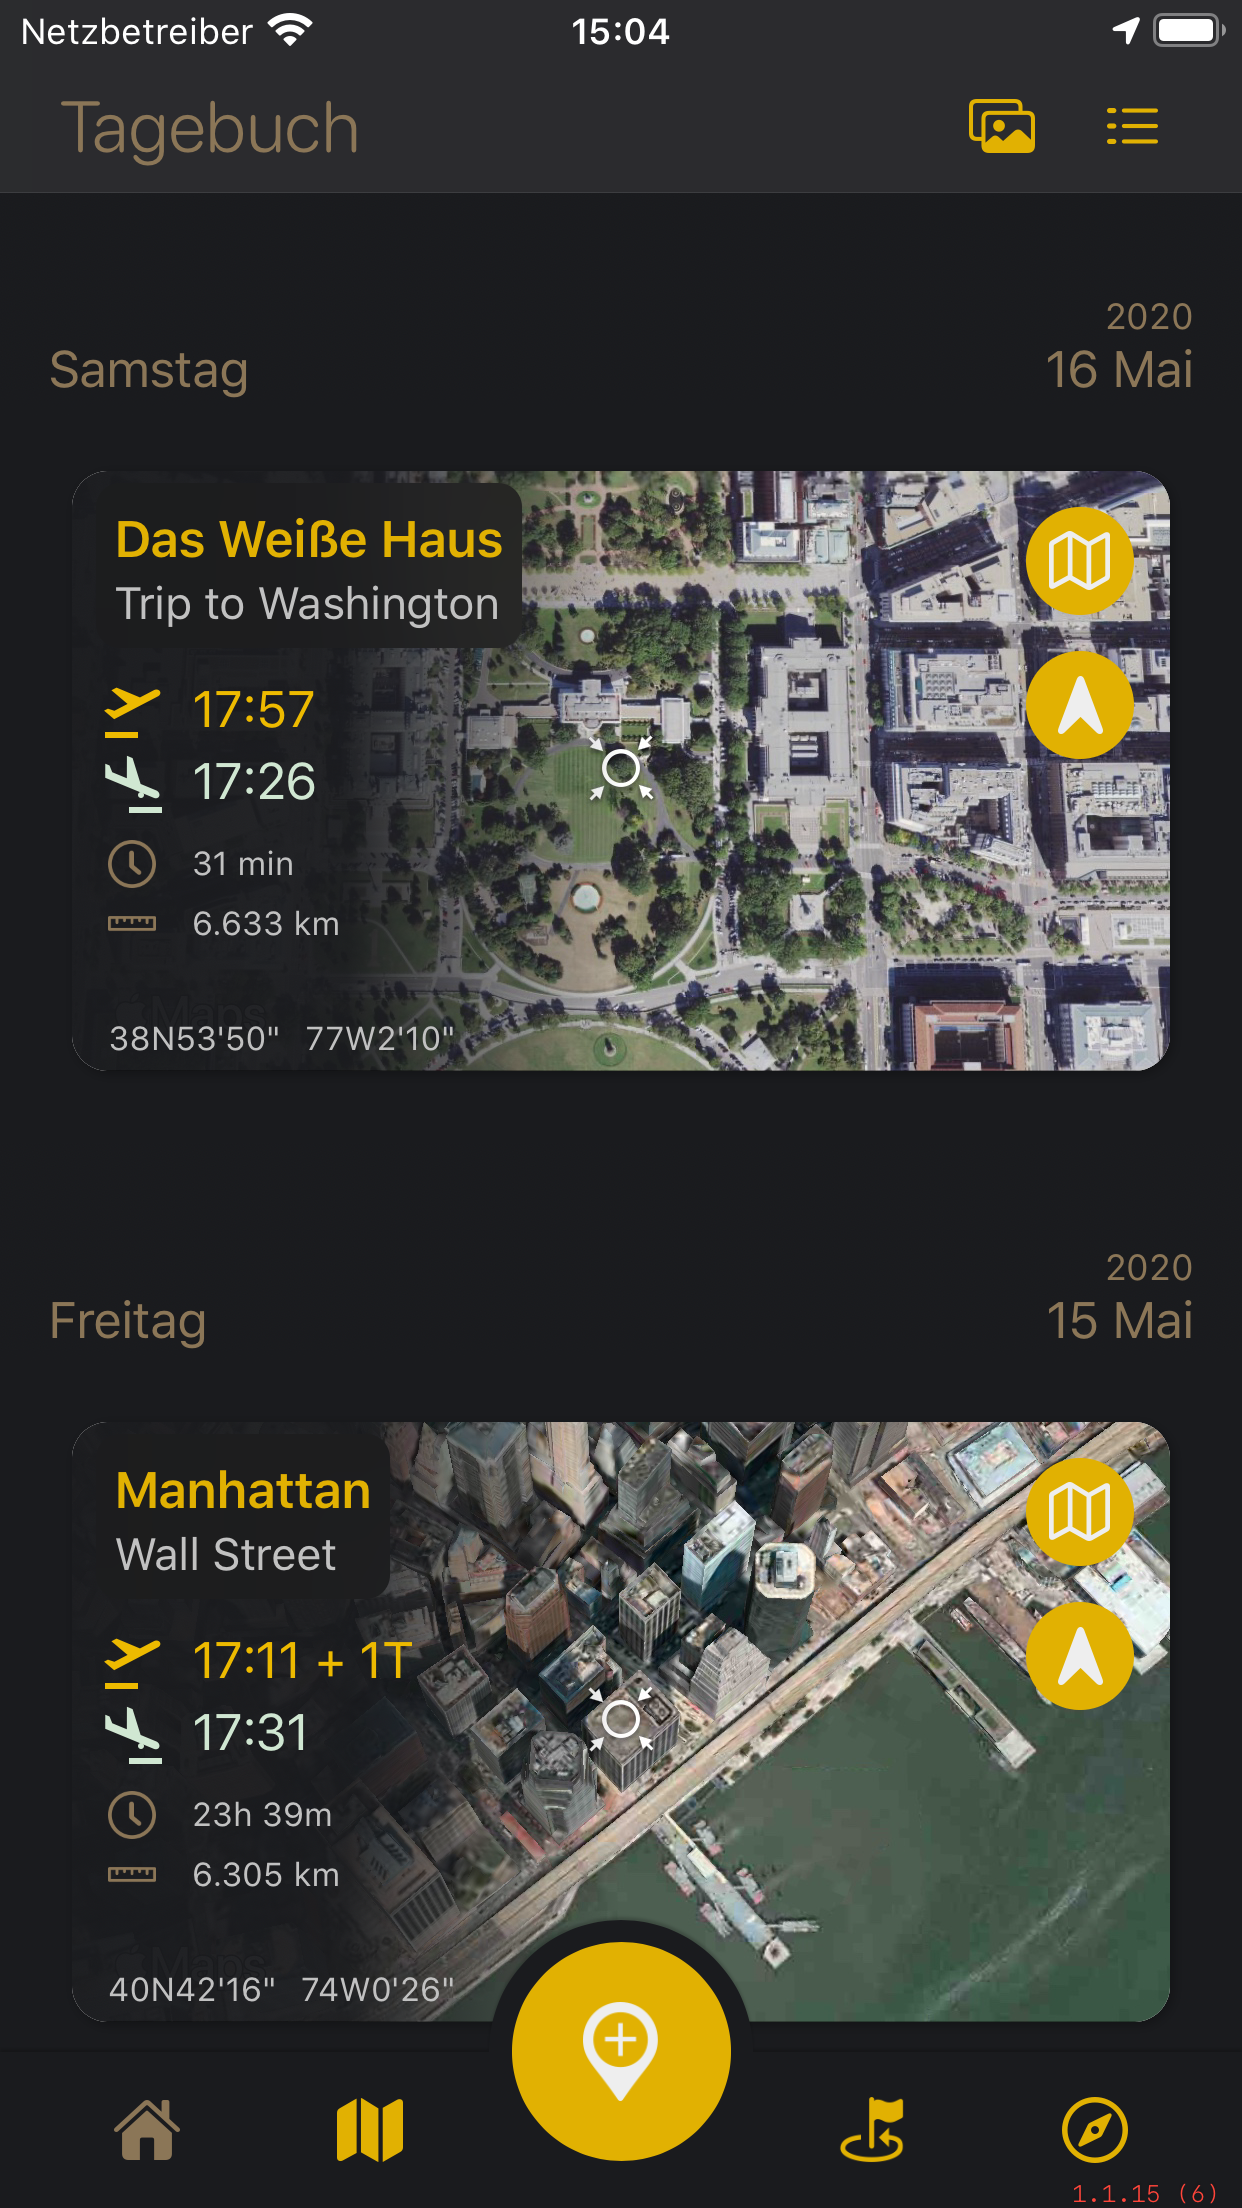 Netzbetreiber 15:04
Tagebuch
2020
Samstag 16 Mai
Das Weiße Haus
Trip to Washington
17:57
17:26
31 min
6.633 km
Maps
38N53'50" 77W2'10"
2020
Freitag 15 Mai
Manhattan
Wall Street
17:11 + 1T
17:31
23h 39m
6.305 km
Maps
40N42'16" 74W0'26"
1.1.15 (6)